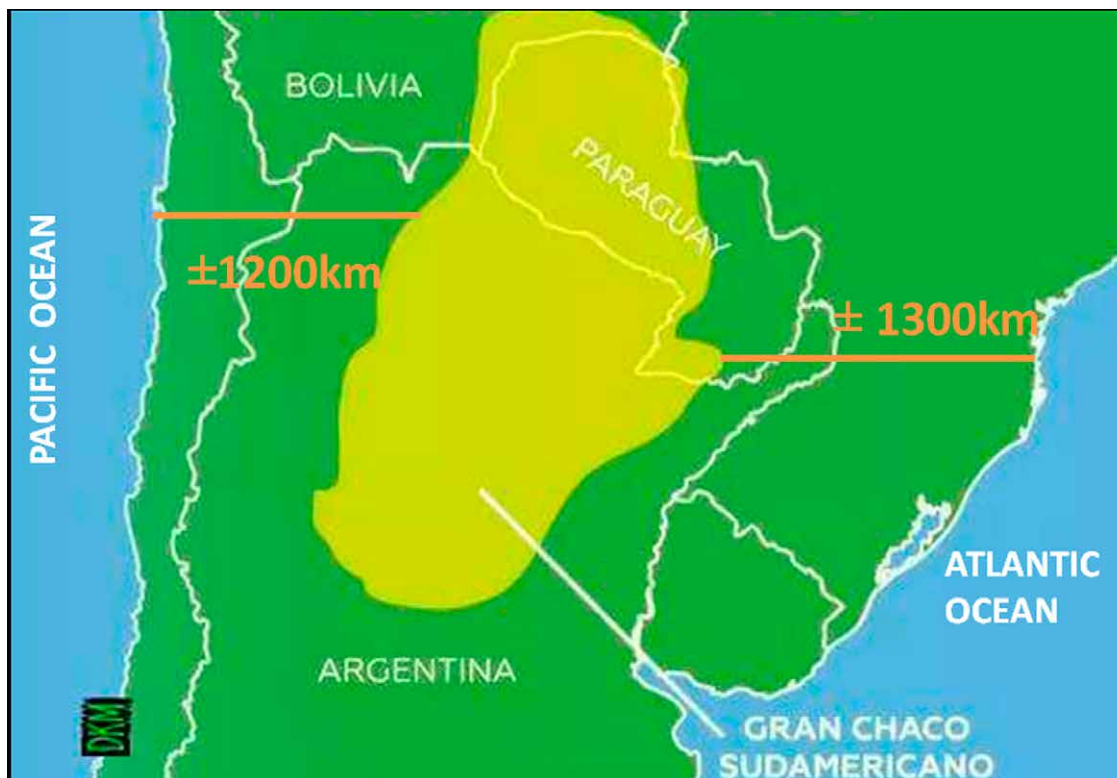 BOLIVIA
PARAGUAY
±1200km
± 1300km
PACIFIC OCEAN
ATLANTIC
OCEAN
ARGENTINA
DKM
GRAN CHACO
SUDAMERICANO